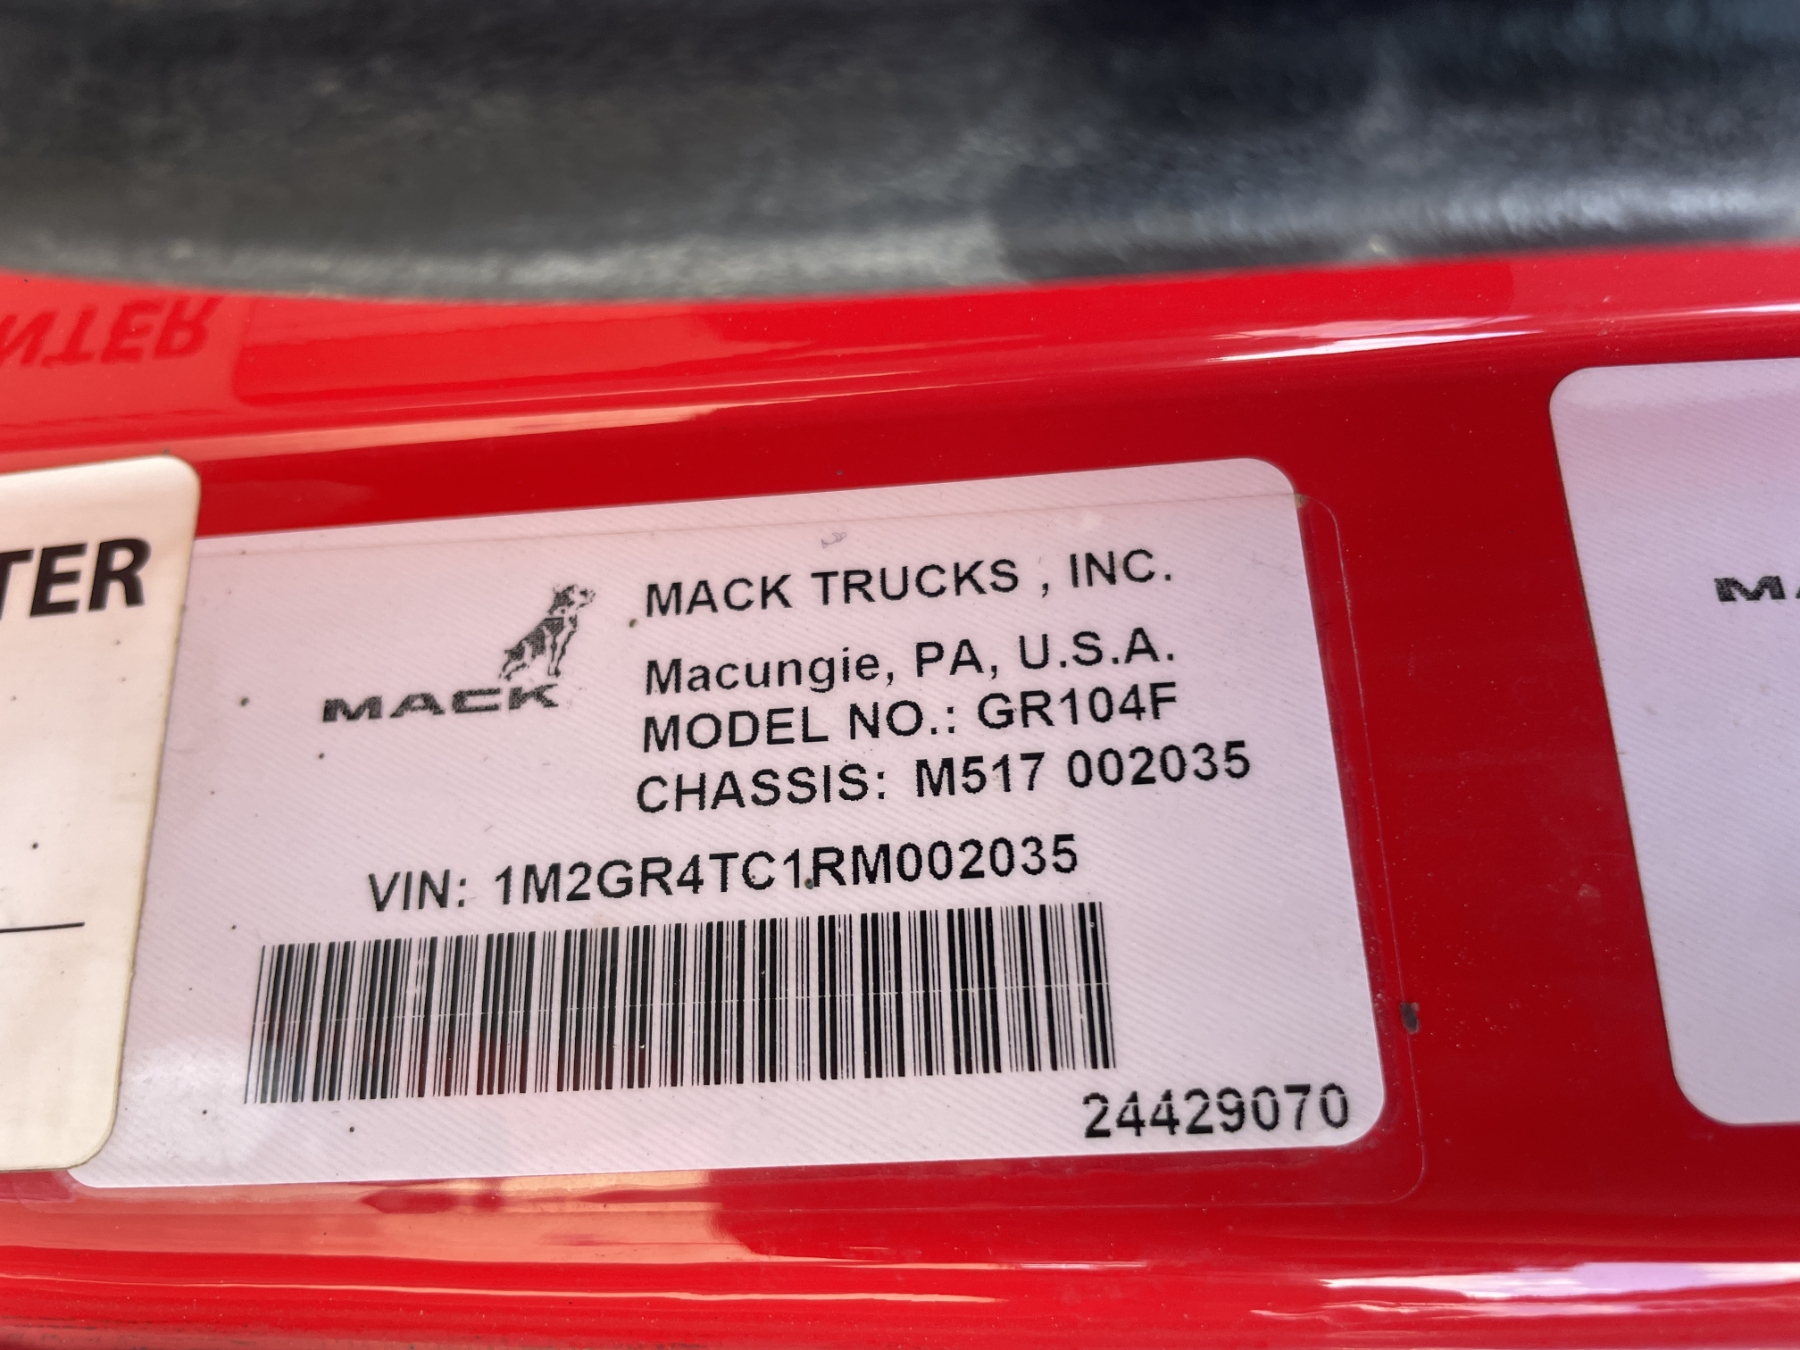 TER
MACK
MACK TRUCKS , INC.
Macungie, PA, U.S.A.
MODEL NO.: GR104F
CHASSIS: M517 002035
VIN: 1M2GR4TC1RM002035
24429070